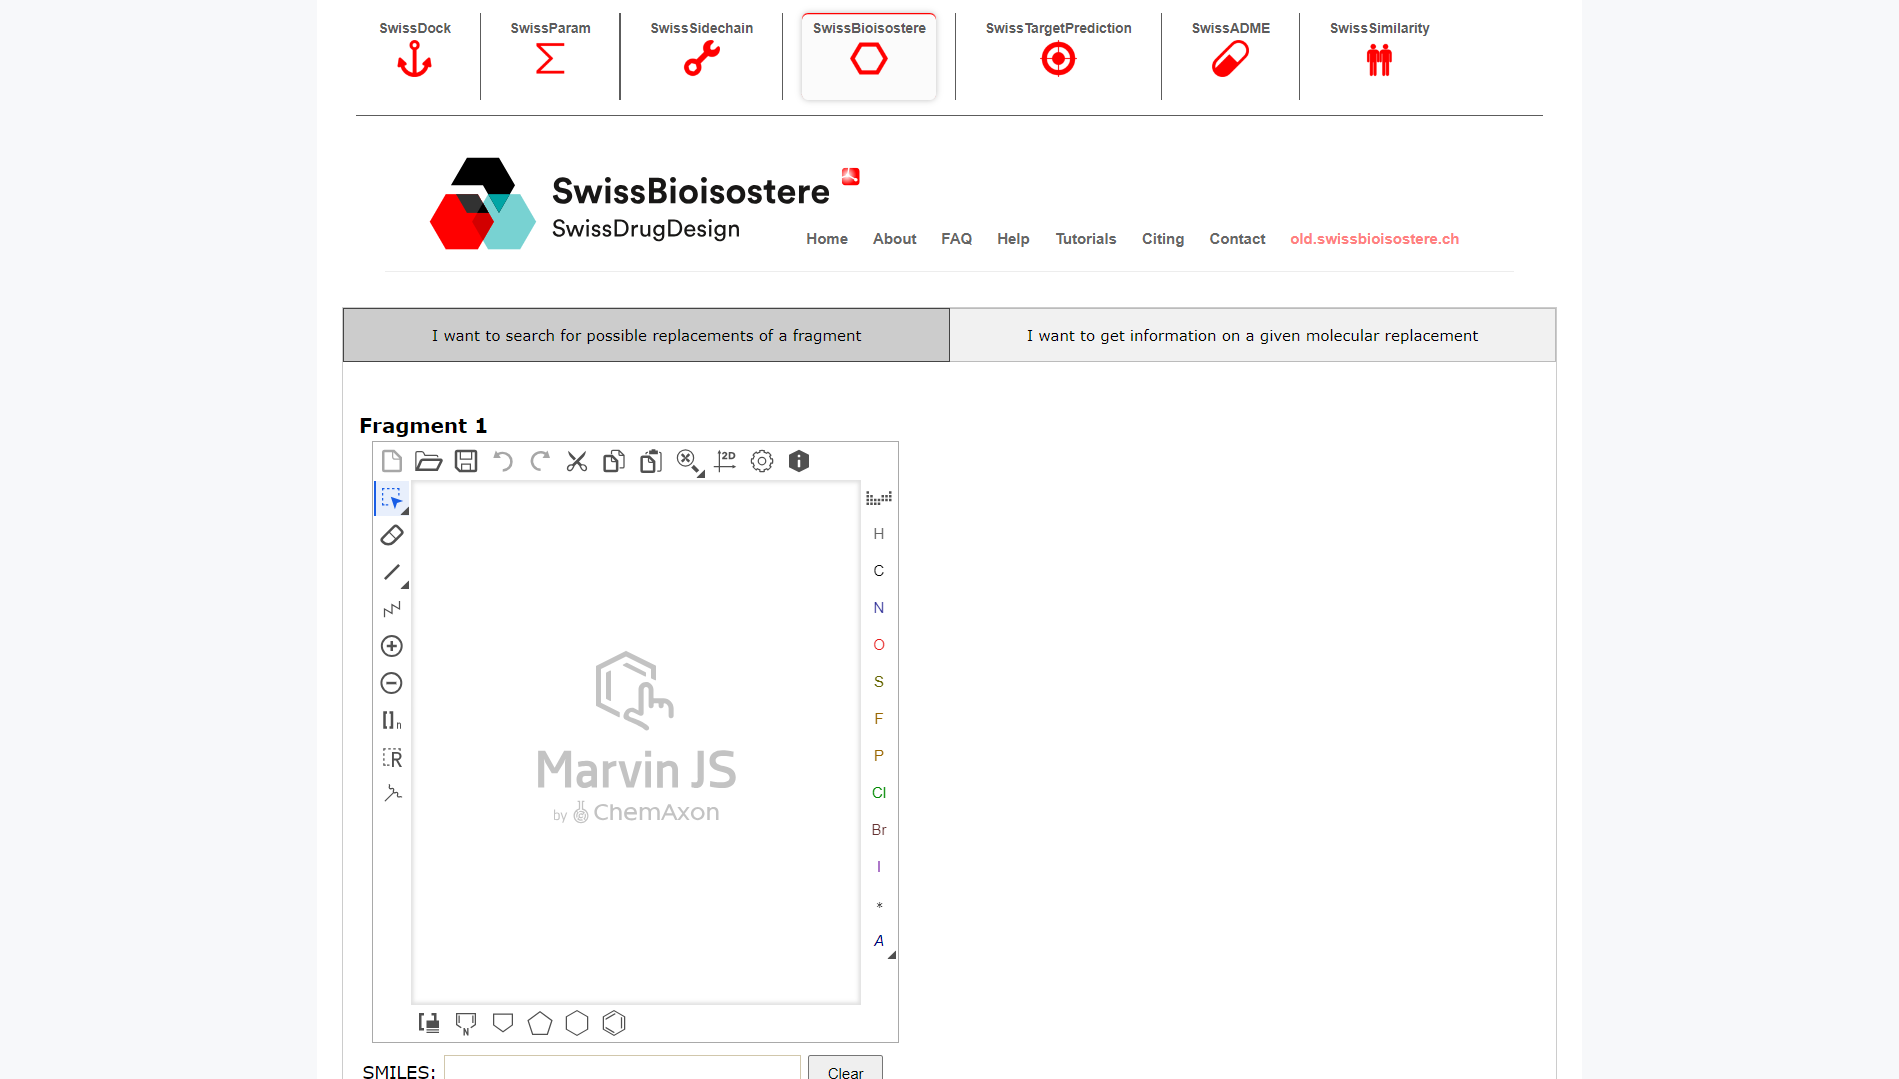 SwissDock SwissParam SwissSidechain SwissBioisostere SwissTargetPrediction SwissADME SwissSimilarity
SwissBioisostere
SwissDrugDesign
Home About FAQ Help Tutorials Citing Contact old.swissbioisostere.ch
I want to search for possible replacements of a fragment I want to get information on a given molecular replacement
Fragment 1
2D
H
C
N
O
S
F
P
Cl
Br
I
*
A
n
R
Marvin JS
by ChemAxon
N
SMILES: Clear